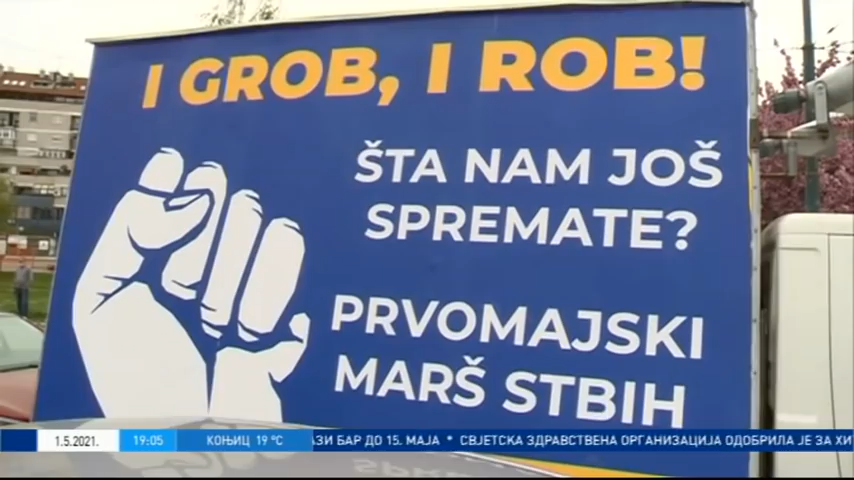 I GROB, I ROB!
ŠTA NAM JOŠ
SPREMATE?
PRVOMAJSKI
MARŠ STBIH
1.5.2021. 19:05 КОЊИЦ 19 °C АЗИ БАР ДО 15. МАЈА * СВЈЕТСКА ЗДРАВСТВЕНА ОРГАНИЗАЦИЈА ОДОБРИЛА ЈЕ ЗА ХИ